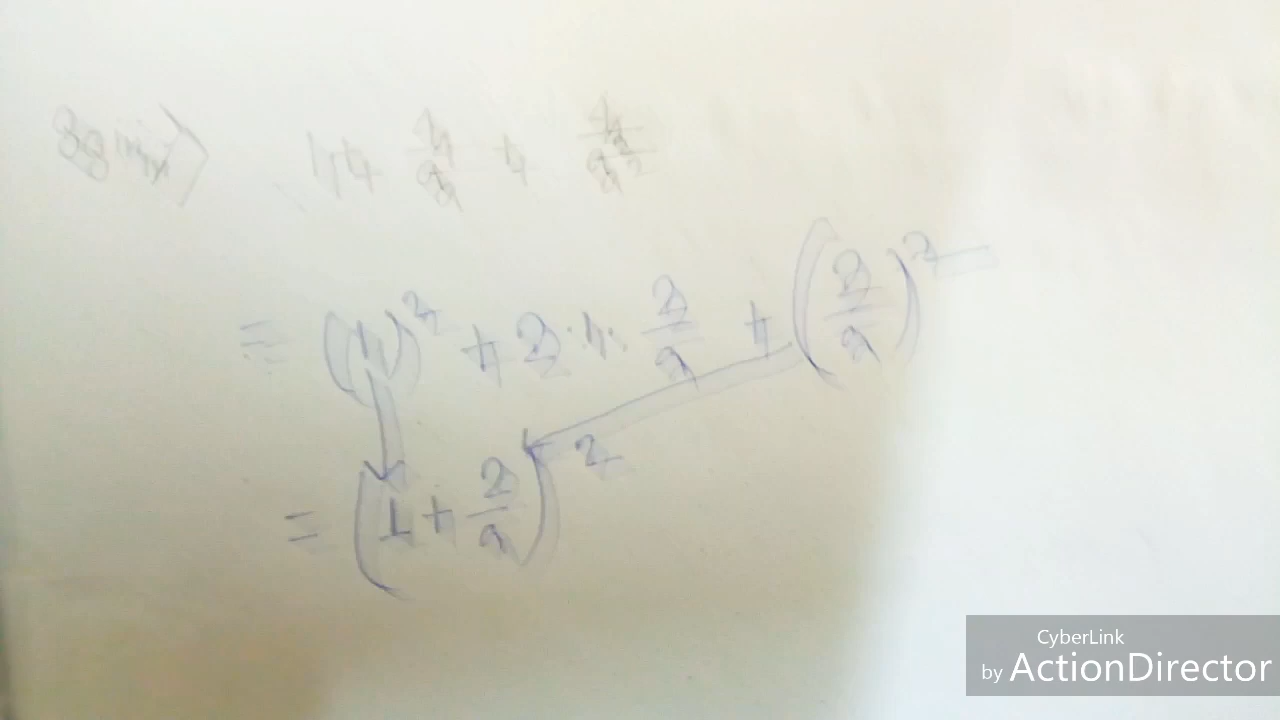 1 + 4/a + 4/a²
= (1)² + 2·1· 2/a + (2/a)²
= (1 + 2/a)²
CyberLink
by ActionDirector